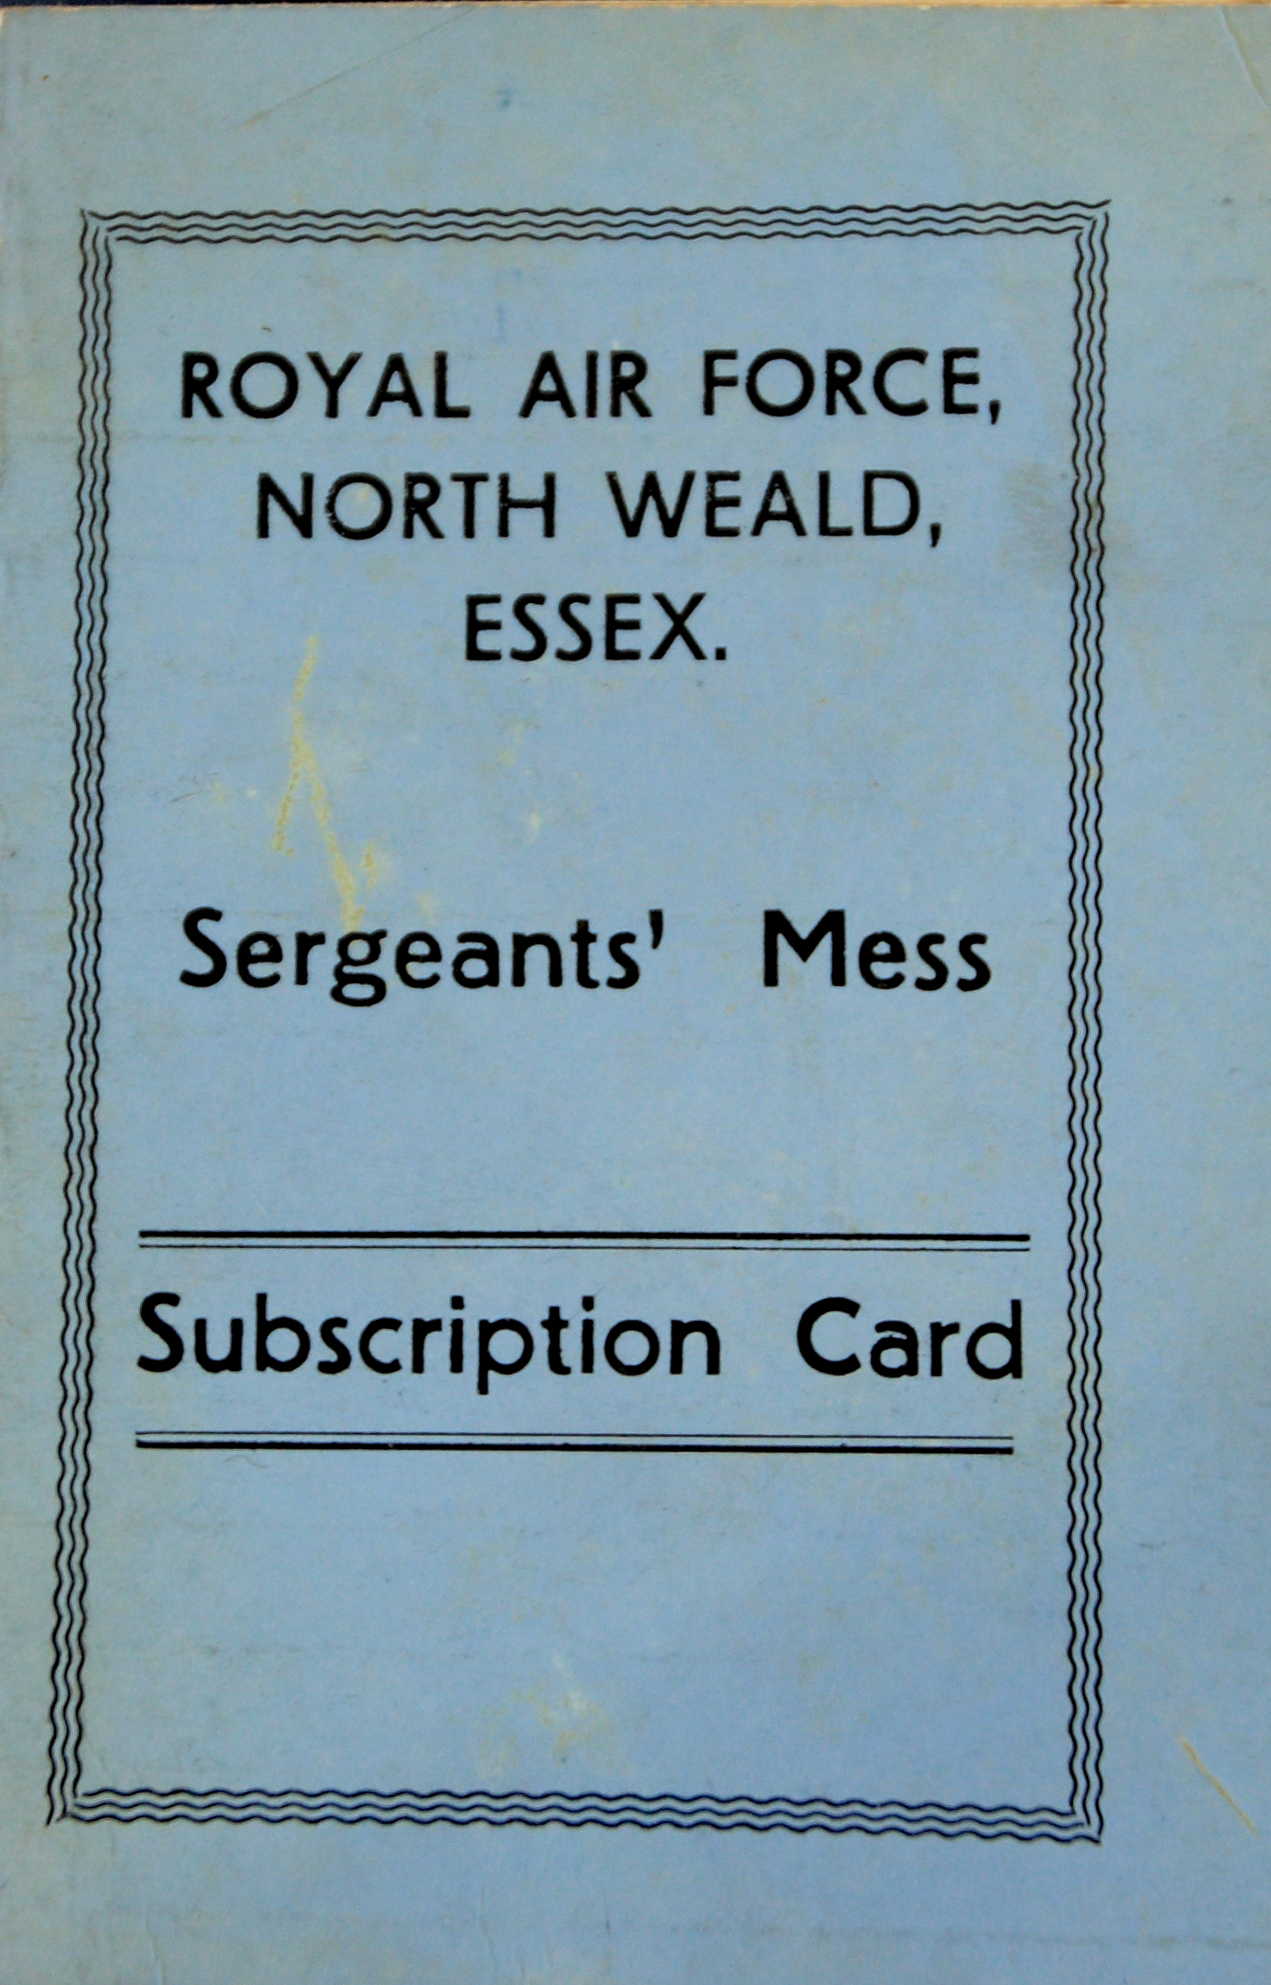 ROYAL AIR FORCE,
NORTH WEALD,
ESSEX.
Sergeants' Mess
Subscription Card